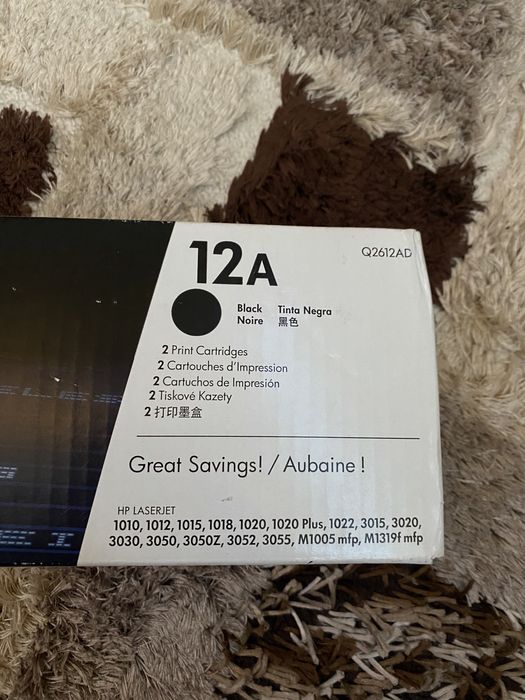 12A
Q2612AD
Black Tinta Negra
Noire 黑色
2 Print Cartridges
2 Cartouches d'Impression
2 Cartuchos de Impresión
2 Tiskové Kazety
2 打印墨盒
Great Savings! / Aubaine !
HP LASERJET
1010, 1012, 1015, 1018, 1020, 1020 Plus, 1022, 3015, 3020,
3030, 3050, 3050Z, 3052, 3055, M1005 mfp, M1319f mfp